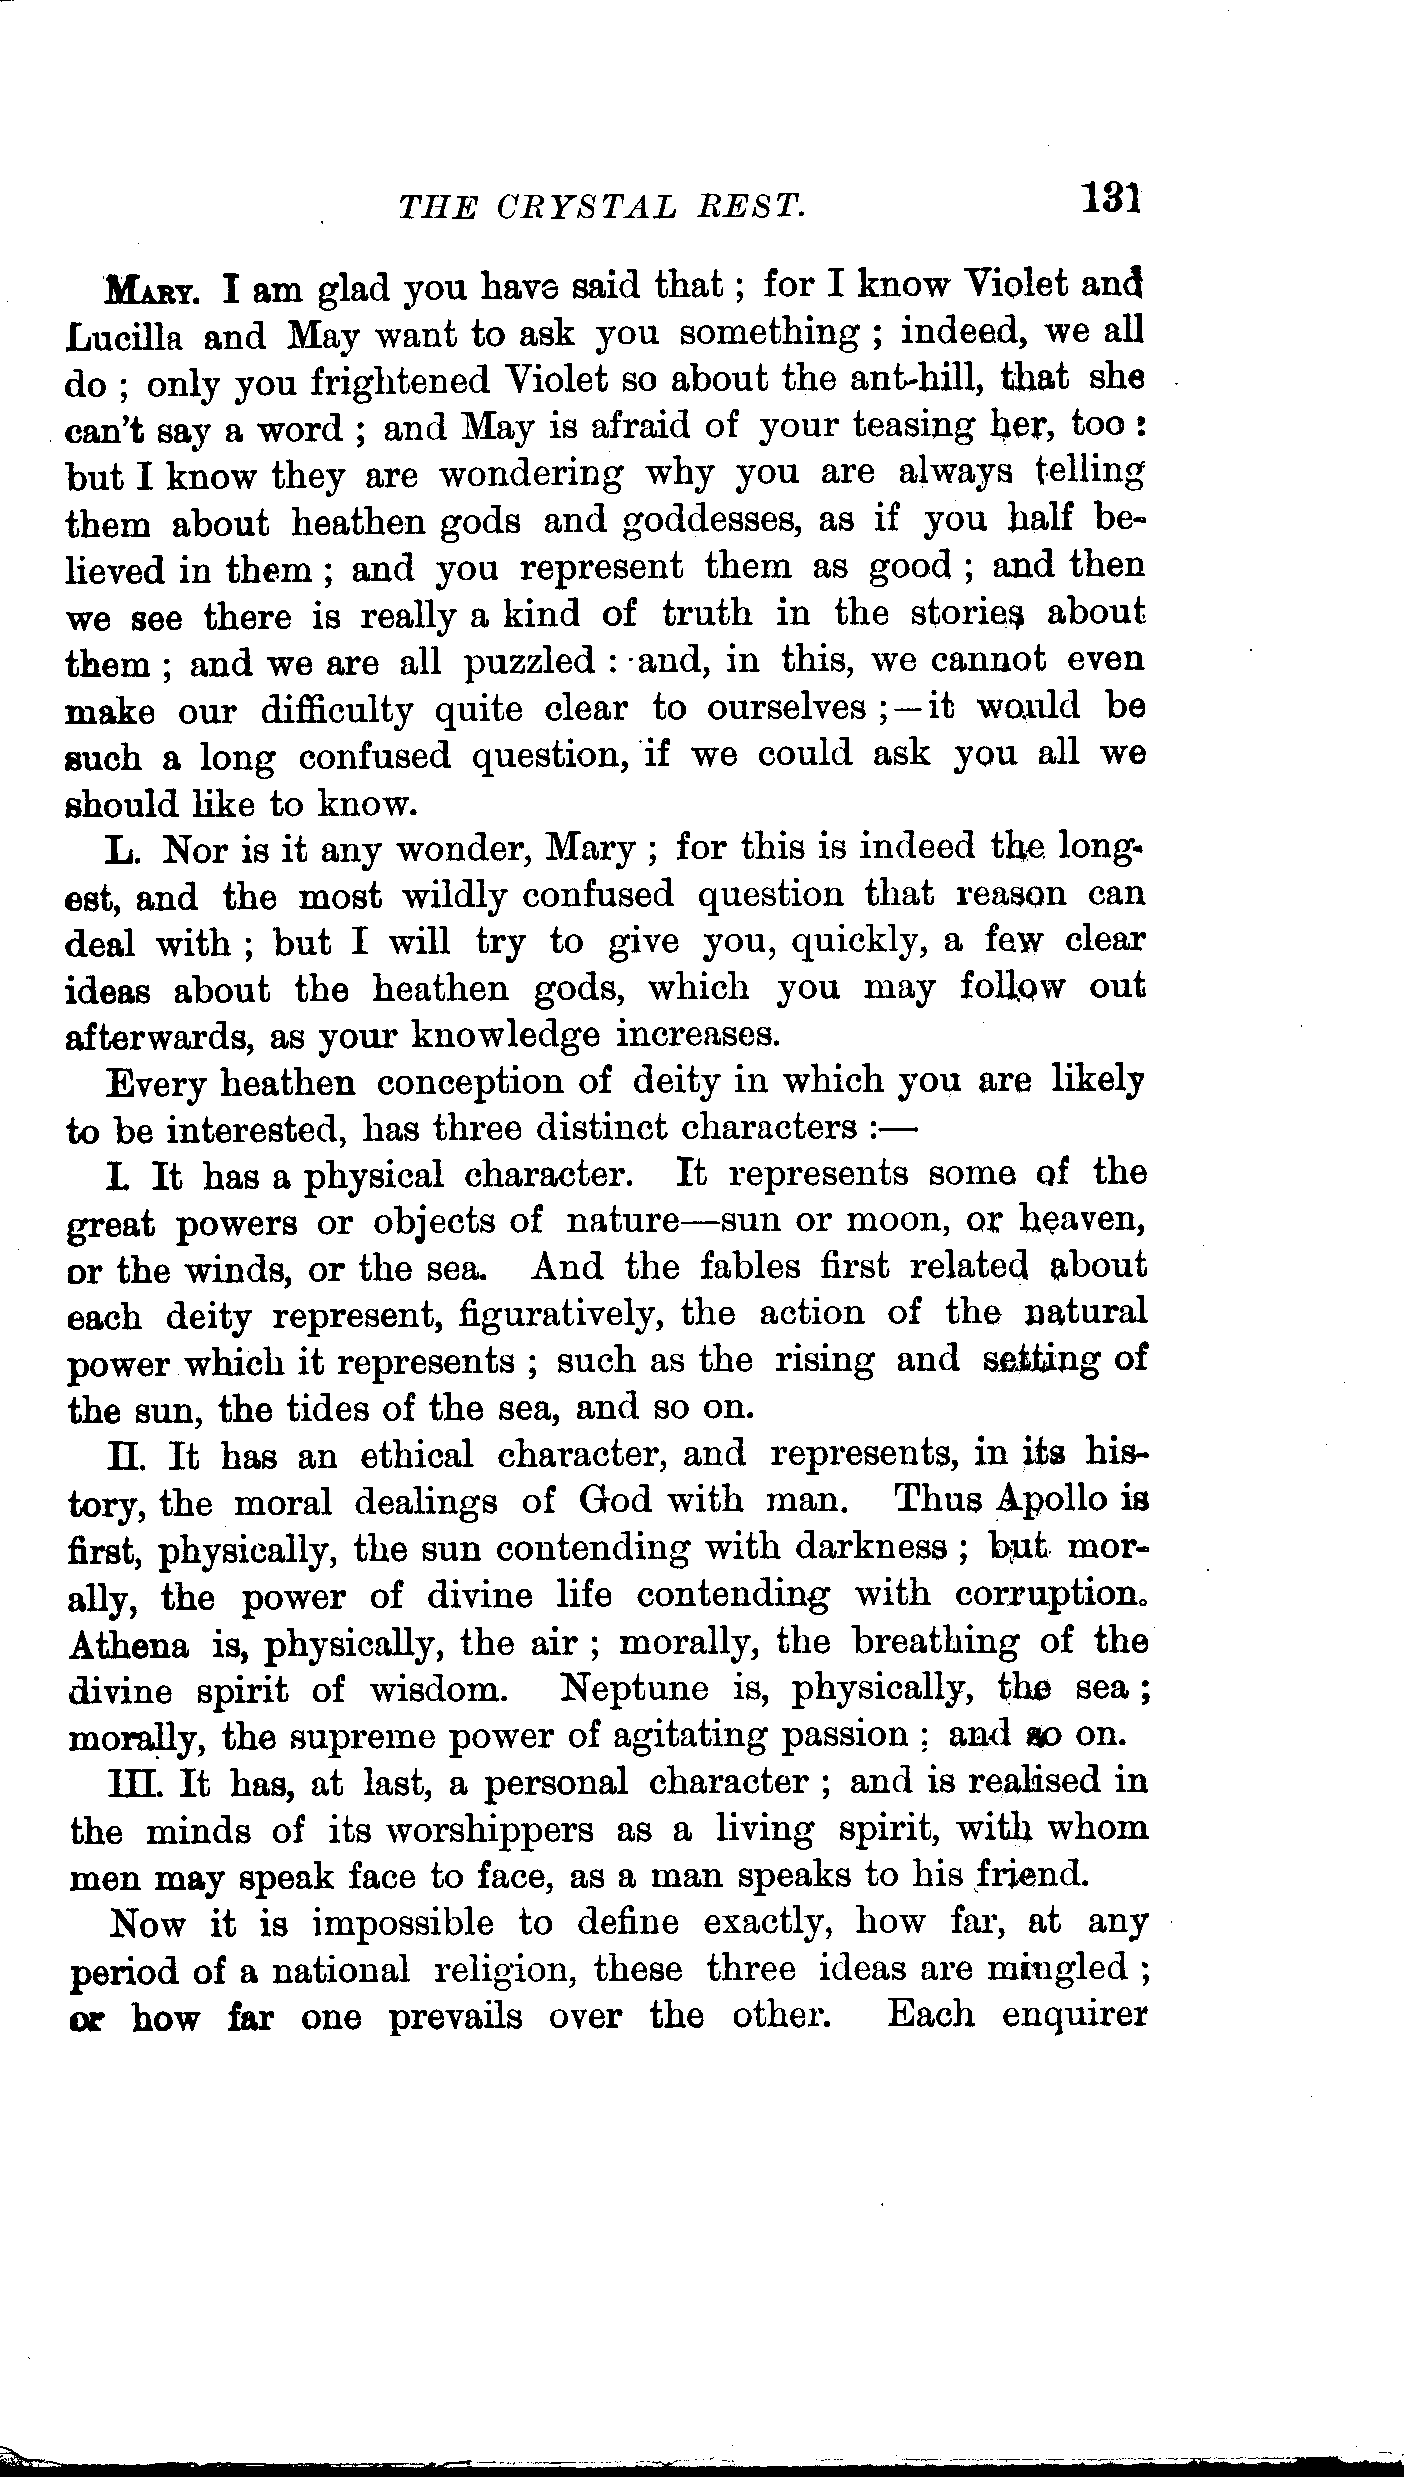 THE CRYSTAL REST. 131
MARY. I am glad you have said that ; for I know Violet and
Lucilla and May want to ask you something ; indeed, we all
do ; only you frightened Violet so about the ant-hill, that she
can't say a word ; and May is afraid of your teasing her, too :
but I know they are wondering why you are always telling
them about heathen gods and goddesses, as if you half be-
lieved in them ; and you represent them as good ; and then
we see there is really a kind of truth in the stories about
them ; and we are all puzzled : and, in this, we cannot even
make our difficulty quite clear to ourselves ;—it would be
such a long confused question, if we could ask you all we
should like to know.
L. Nor is it any wonder, Mary ; for this is indeed the long-
est, and the most wildly confused question that reason can
deal with ; but I will try to give you, quickly, a few clear
ideas about the heathen gods, which you may follow out
afterwards, as your knowledge increases.
Every heathen conception of deity in which you are likely
to be interested, has three distinct characters :—
I. It has a physical character. It represents some of the
great powers or objects of nature—sun or moon, or heaven,
or the winds, or the sea. And the fables first related about
each deity represent, figuratively, the action of the natural
power which it represents ; such as the rising and setting of
the sun, the tides of the sea, and so on.
II. It has an ethical character, and represents, in its his-
tory, the moral dealings of God with man. Thus Apollo is
first, physically, the sun contending with darkness ; but mor-
ally, the power of divine life contending with corruption.
Athena is, physically, the air ; morally, the breathing of the
divine spirit of wisdom. Neptune is, physically, the sea ;
morally, the supreme power of agitating passion ; and so on.
III. It has, at last, a personal character ; and is realised in
the minds of its worshippers as a living spirit, with whom
men may speak face to face, as a man speaks to his friend.
Now it is impossible to define exactly, how far, at any
period of a national religion, these three ideas are mingled ;
or how far one prevails over the other. Each enquirer